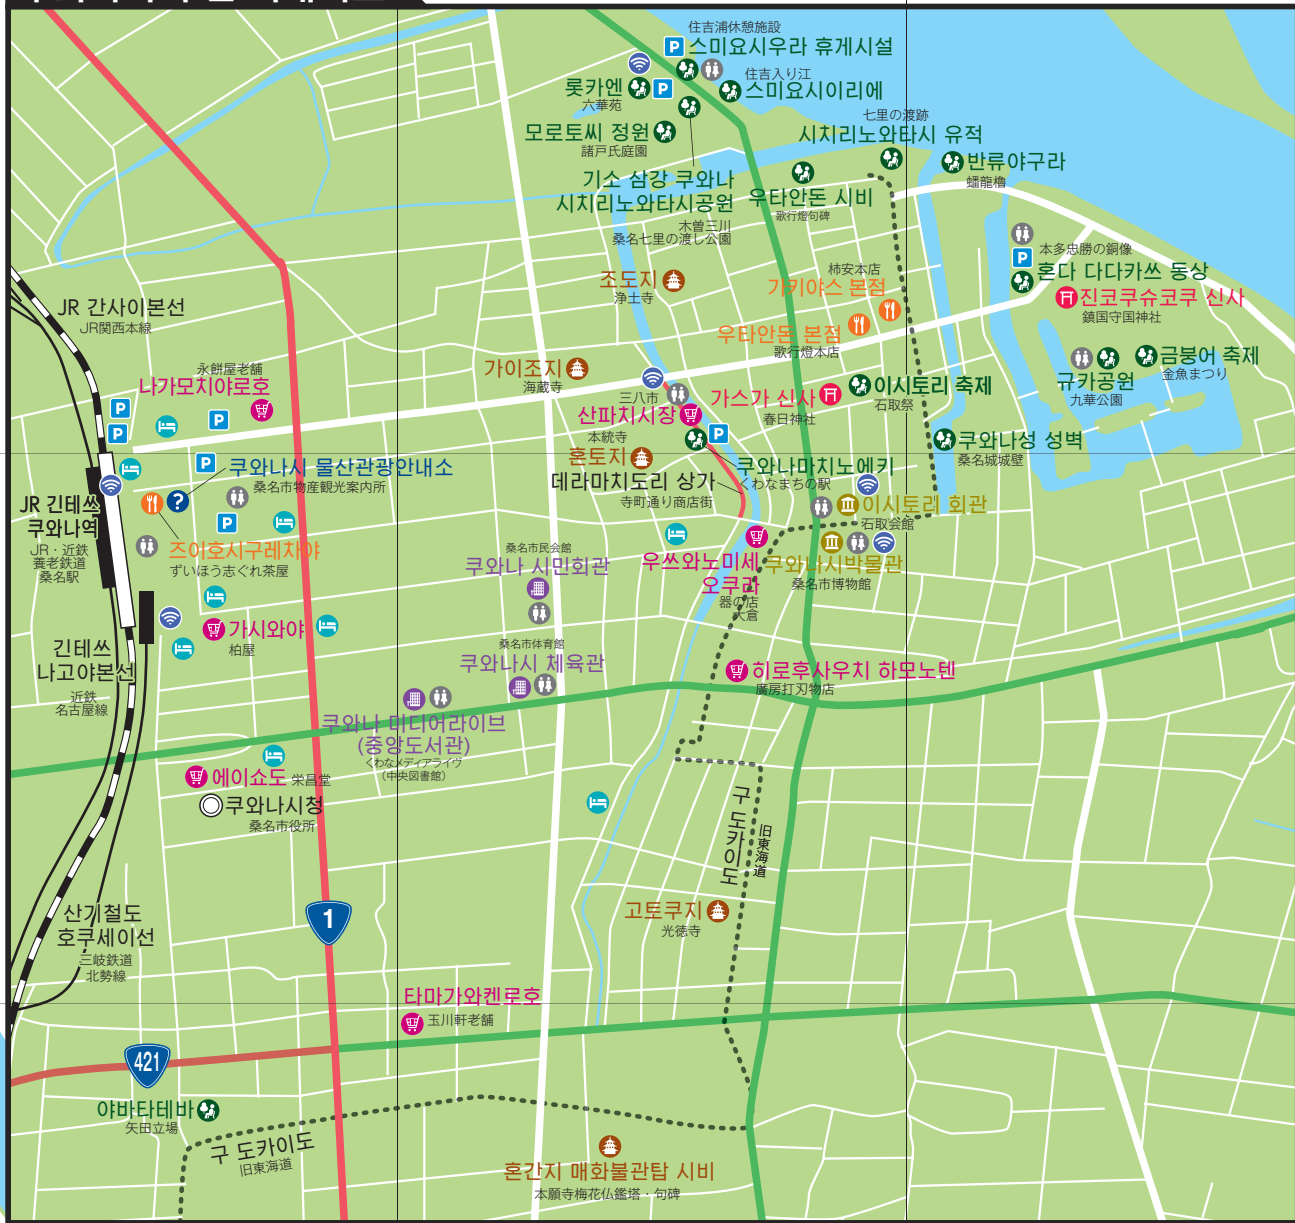 住吉浦休憩施設
스미요시우라 휴게시설
住吉入り江
스미요시이리에
롯카엔
六華苑
七里の渡跡
시치리노와타시 유적
모로토씨 정원
諸戸氏庭園
반류야구라
蟠龍櫓
기소 삼강 쿠와나
시치리노와타시공원
木曽三川
桑名七里の渡し公園
우타안돈 시비
歌行燈句碑
本多忠勝の銅像
혼다 다다카쓰 동상
진코쿠슈코쿠 신사
鎮国守国神社
조도지
浄土寺
柿安本店
가키야스 본점
우타안돈 본점
歌行燈本店
JR 간사이본선
JR関西本線
永餅屋老舗
나가모치야로호
가이조지
海蔵寺
금붕어 축제
金魚まつり
규카공원
九華公園
三八市
산파치시장
가스가 신사
春日神社
이시토리 축제
石取祭
本統寺
혼토지
쿠와나성 성벽
桑名城城壁
쿠와나마치노에키
くわなまちの駅
데라마치도리 상가
寺町通り商店街
쿠와나시 물산관광안내소
桑名市物産観光案内所
JR 긴테쓰
쿠와나역
JR・近鉄
養老鉄道
桑名駅
이시토리 회관
石取会館
즈이호시구레차야
ずいほう志ぐれ茶屋
桑名市民会館
쿠와나 시민회관
우쓰와노미세
오쿠라
器の店
大倉
쿠와나시박물관
桑名市博物館
가시와야
柏屋
긴테쓰
나고야본선
近鉄
名古屋線
桑名市体育館
쿠와나시 체육관
히로후사우치 하모노텐
廣房打刃物店
쿠와나 미디어라이브
(중앙도서관)
くわなメディアライヴ
(中央図書館)
에이쇼도 栄昌堂
쿠와나시청
桑名市役所
구 도카이도
旧東海道
산기철도
호쿠세이선
三岐鉄道
北勢線
1
고토쿠지
光徳寺
타마가와켄로호
玉川軒老舗
421
야바타테바
矢田立場
구 도카이도
旧東海道
혼간지 매화불관탑 시비
本願寺梅花仏鑑塔・句碑